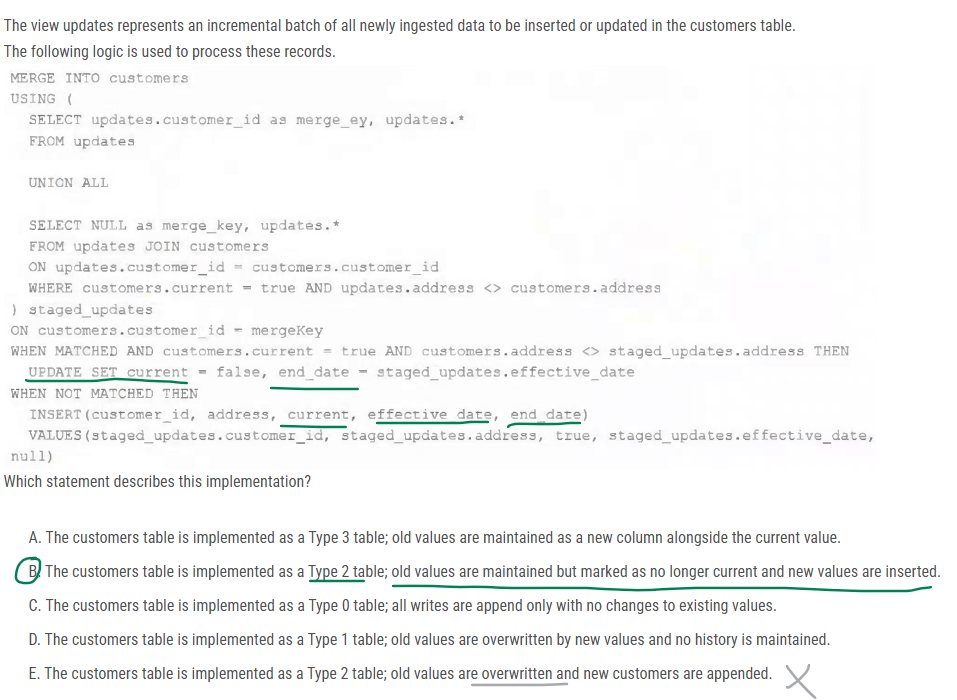 The view updates represents an incremental batch of all newly ingested data to be inserted or updated in the customers table.
The following logic is used to process these records.
MERGE INTO customers
USING (
SELECT updates.customer_id as merge_ey, updates.*
FROM updates
UNION ALL
SELECT NULL as merge_key, updates.*
FROM updates JOIN customers
ON updates.customer_id = customers.customer_id
WHERE customers.current = true AND updates.address <> customers.address
) staged_updates
ON customers.customer_id = mergeKey
WHEN MATCHED AND customers.current = true AND customers.address <> staged_updates.address THEN
UPDATE SET current = false, end_date = staged_updates.effective_date
WHEN NOT MATCHED THEN
INSERT(customer_id, address, current, effective_date, end_date)
VALUES(staged_updates.customer_id, staged_updates.address, true, staged_updates.effective_date,
null)
Which statement describes this implementation?
A. The customers table is implemented as a Type 3 table; old values are maintained as a new column alongside the current value.
B. The customers table is implemented as a Type 2 table; old values are maintained but marked as no longer current and new values are inserted.
C. The customers table is implemented as a Type 0 table; all writes are append only with no changes to existing values.
D. The customers table is implemented as a Type 1 table; old values are overwritten by new values and no history is maintained.
E. The customers table is implemented as a Type 2 table; old values are overwritten and new customers are appended.